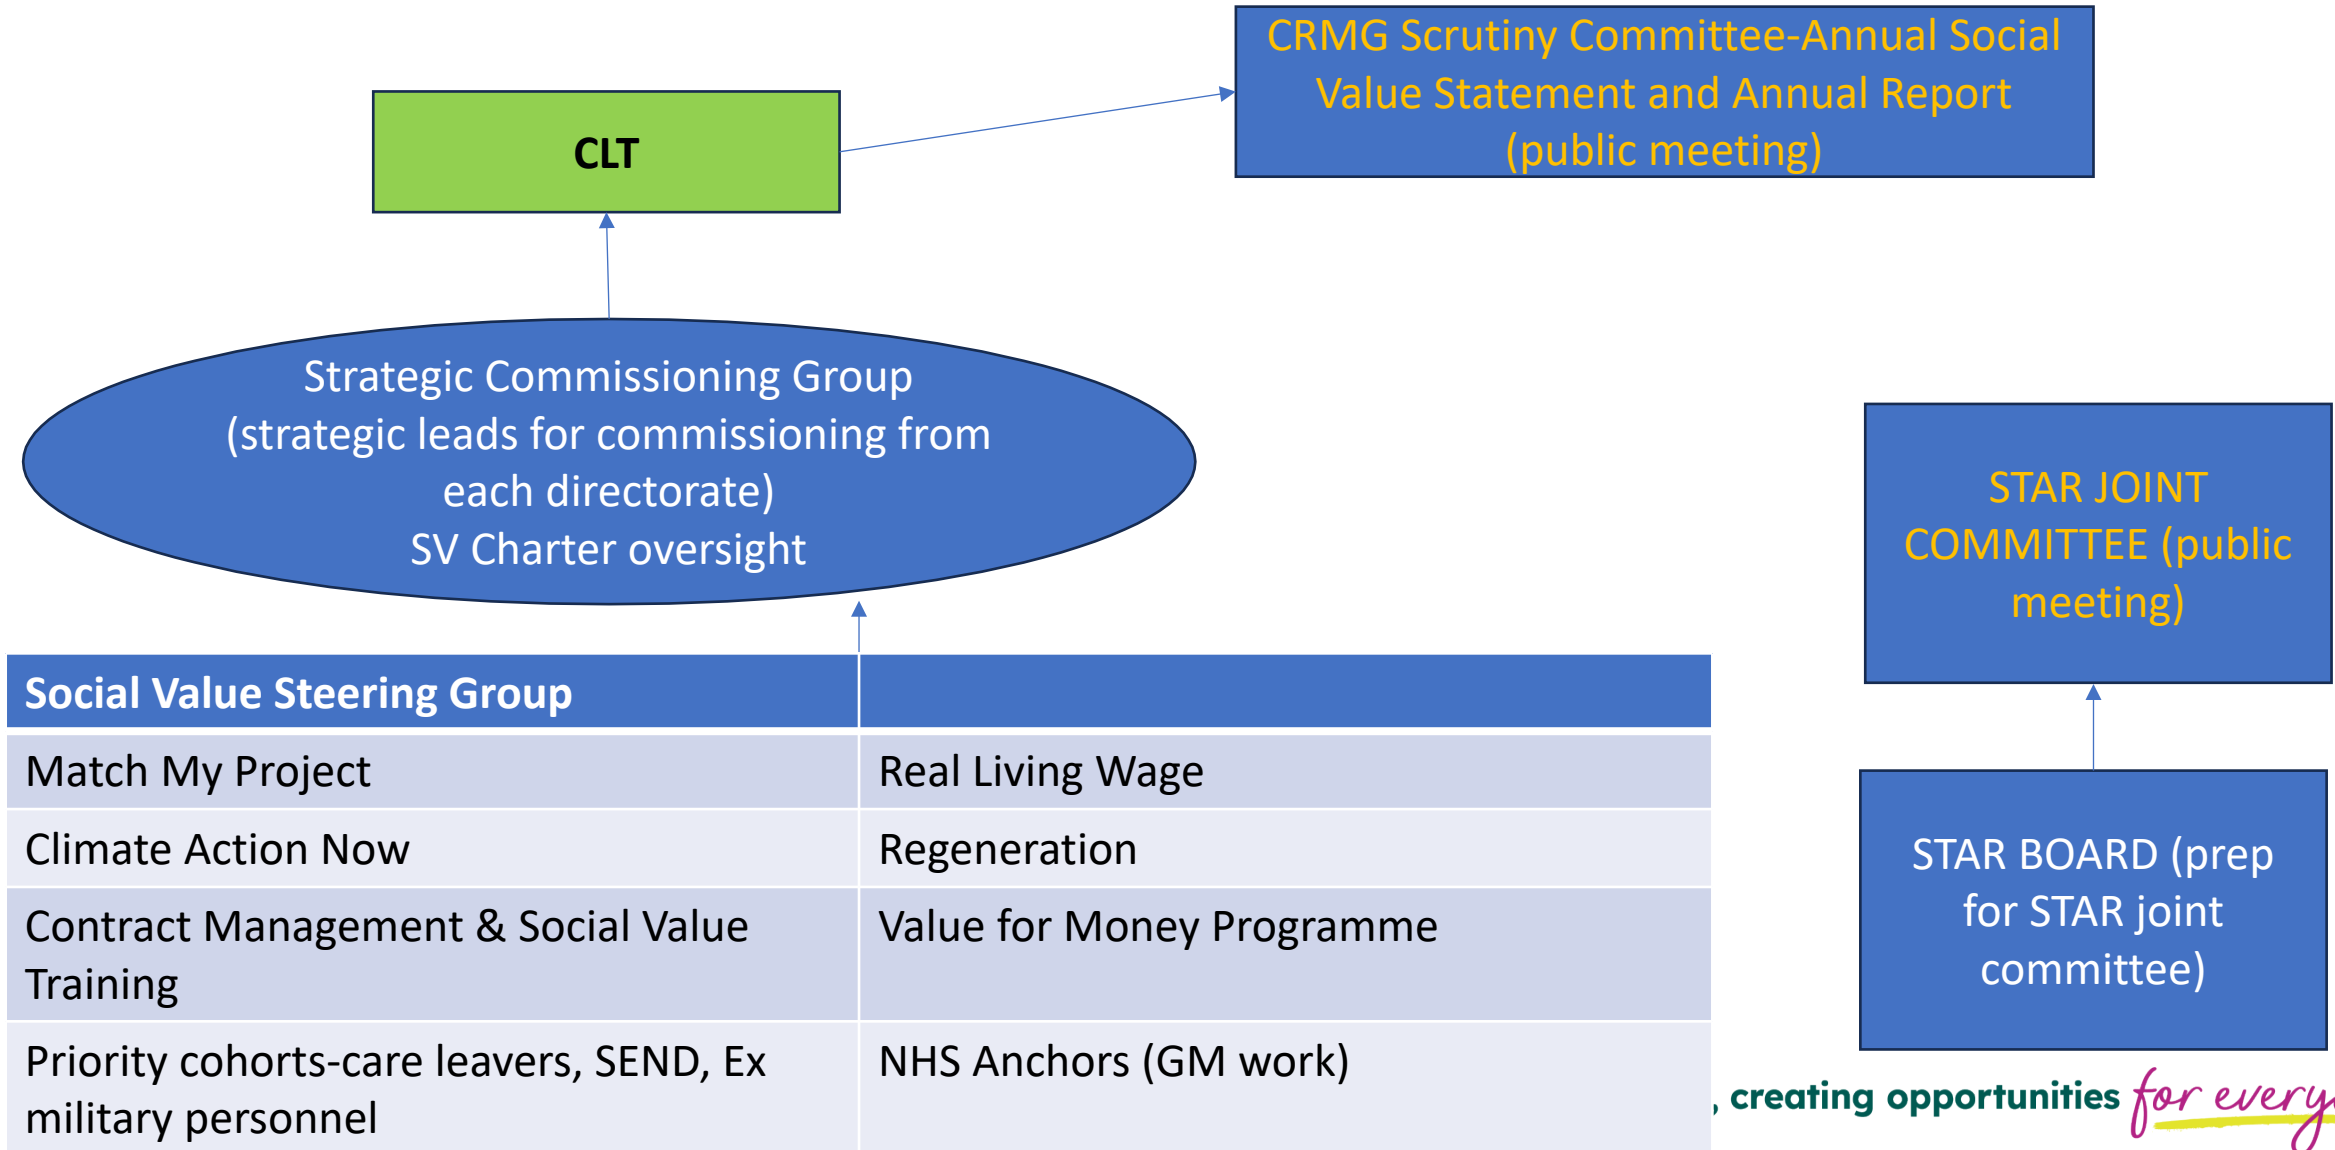 CRMG Scrutiny Committee-Annual Social
Value Statement and Annual Report
(public meeting)
CLT
Strategic Commissioning Group
(strategic leads for commissioning from
each directorate)
SV Charter oversight
STAR JOINT
COMMITTEE (public
meeting)
Social Value Steering Group
Match My Project
Real Living Wage
Climate Action Now
Regeneration
Contract Management & Social Value
Training
Value for Money Programme
Priority cohorts-care leavers, SEND, Ex
military personnel
NHS Anchors (GM work)
STAR BOARD (prep
for STAR joint
committee)
, creating opportunities for